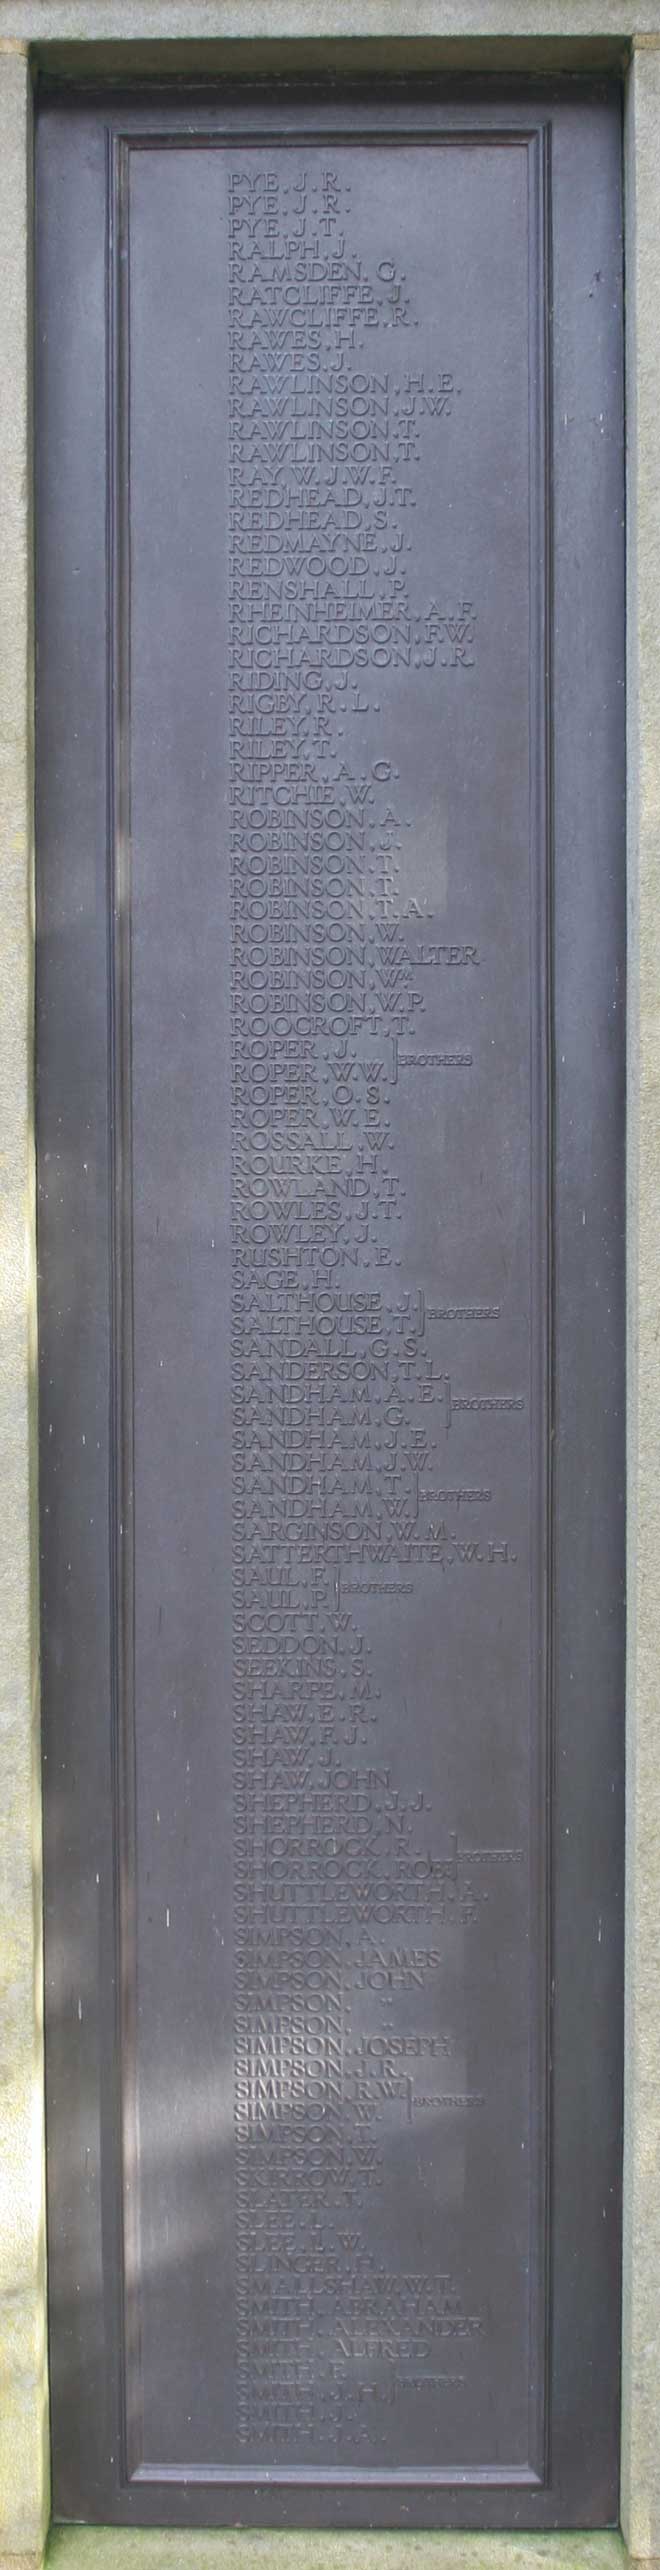 PYE, J. R.
PYE, J. R.
PYE, J. T.
RALPH, J.
RAMSDEN, G.
RATCLIFFE, J.
RAWCLIFFE, R.
RAWES, H.
RAWES, J.
RAWLINSON, H. E.
RAWLINSON, J. W.
RAWLINSON, T.
RAWLINSON, T.
RAY, W. J. W. F.
REDHEAD, J. T.
REDHEAD, S.
REDMAYNE, J.
REDWOOD, J.
RENSHALL, P.
RHEINHEIMER, A. F.
RICHARDSON, F. W.
RICHARDSON, J. R.
RIDING, J.
RIGBY, R. L.
RILEY, R.
RILEY, T.
RIPPER, A. G.
RITCHIE, W.
ROBINSON, A.
ROBINSON, J.
ROBINSON, T.
ROBINSON, T.
ROBINSON, T. A.
ROBINSON, W.
ROBINSON, WALTER
ROBINSON, WM
ROBINSON, W. P.
ROOCROFT, T.
ROPER, J.
BROTHERS
ROPER, W. W.
ROPER, O. S.
ROPER, W. E.
ROSSALL, W.
ROURKE, H.
ROWLAND, T.
ROWLES, J. T.
ROWLEY, J.
RUSHTON, E.
SAGE, H.
SALTHOUSE, J.
BROTHERS
SALTHOUSE, T.
SANDALL, G. S.
SANDERSON, T. L.
SANDHAM, A. E.
BROTHERS
SANDHAM, G.
SANDHAM, J. E.
SANDHAM, J. W.
SANDHAM, T.
BROTHERS
SANDHAM, W.
SARGINSON, W. M.
SATTERTHWAITE, W. H.
SAUL, F.
BROTHERS
SAUL, P.
SCOTT, W.
SEDDON, J.
SEEKINS, S.
SHARPE, M.
SHAW, E. R.
SHAW, F. J.
SHAW, J.
SHAW, JOHN
SHEPHERD, J. J.
SHEPHERD, N.
SHORROCK, R.
BROTHERS
SHORROCK, ROBT
SHUTTLEWORTH, A.
SHUTTLEWORTH, F.
SIMPSON, A.
SIMPSON, JAMES
SIMPSON, JOHN
SIMPSON, "
SIMPSON, "
SIMPSON, JOSEPH
SIMPSON, J. R.
SIMPSON, R. W.
BROTHERS
SIMPSON, W.
SIMPSON, T.
SIMPSON, W.
SKIRROW, T.
SLATER, T.
SLEE, L.
SLEE, L. W.
SLINGER, H.
SMALLSHAW, W. T.
SMITH, ABRAHAM
SMITH, ALEXANDER
SMITH, ALFRED
SMITH, F.
BROTHERS
SMITH, J. H.
SMITH, J.
SMITH, J. A.